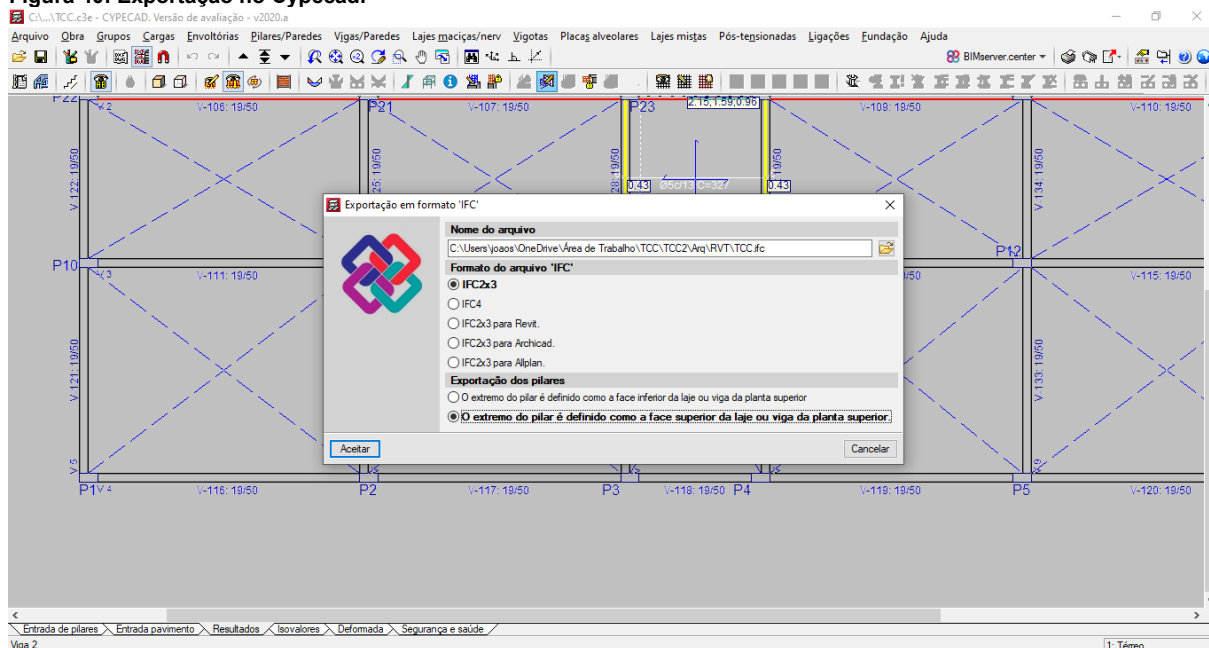 Figura 19: Exportação no Cypecad.
C:\...\TCC.c3e - CYPECAD. Versão de avaliação - v2020.a
Arquivo Obra Grupos Cargas Envoltórias Pilares/Paredes Vigas/Paredes Lajes maciças/nerv Vigotas Placas alveolares Lajes mistas Pós-tensionadas Ligações Fundação Ajuda
BIMserver.center
P22 V-106: 19/50 P21 V-107: 19/50 P23 2.15;1.59;0.96 V-109: 19/50 V-110: 19/50
V-122: 19/50
V-134: 19/50
0.43 Ø5c/13 C=327 0.43
Exportação em formato 'IFC'
Nome do arquivo
C:\Users\joaos\OneDrive\Área de Trabalho\TCC\TCC2\Arq\RVT\TCC.ifc
Formato do arquivo 'IFC'
IFC2x3
IFC4
IFC2x3 para Revit.
IFC2x3 para Archicad.
IFC2x3 para Allplan.
Exportação dos pilares
O extremo do pilar é definido como a face inferior da laje ou viga da planta superior
O extremo do pilar é definido como a face superior da laje ou viga da planta superior.
Aceitar Cancelar
P10 V-111: 19/50 P12 V-115: 19/50
V-121: 19/50
V-133: 19/50
P1 V-116: 19/50 P2 V-117: 19/50 P3 V-118: 19/50 P4 V-119: 19/50 P5 V-120: 19/50
Entrada de pilares Entrada pavimento Resultados Isovalores Deformada Segurança e saúde
Viga 2 1: Térreo